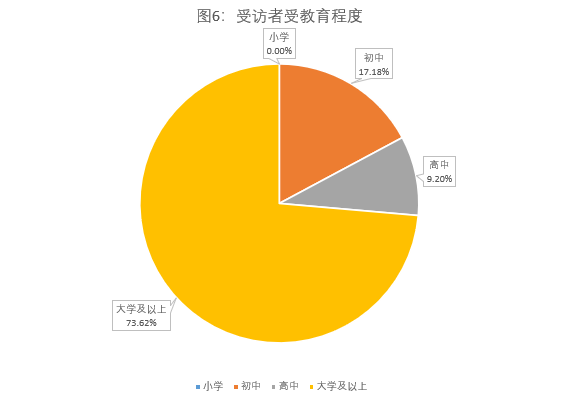 图6：受访者受教育程度
小学
0.00%
初中
17.18%
高中
9.20%
大学及以上
73.62%
小学 初中 高中 大学及以上